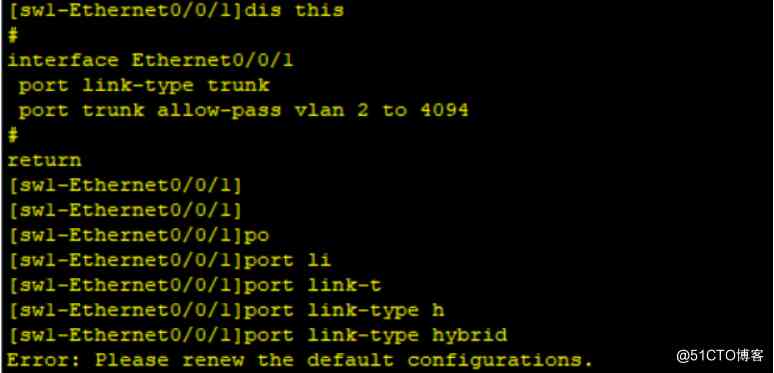 [sw1-Ethernet0/0/1]dis this
#
interface Ethernet0/0/1
 port link-type trunk
 port trunk allow-pass vlan 2 to 4094
#
return
[sw1-Ethernet0/0/1]
[sw1-Ethernet0/0/1]
[sw1-Ethernet0/0/1]po
[sw1-Ethernet0/0/1]port li
[sw1-Ethernet0/0/1]port link-t
[sw1-Ethernet0/0/1]port link-type h
[sw1-Ethernet0/0/1]port link-type hybrid
Error: Please renew the default configurations.
@51CTO博客